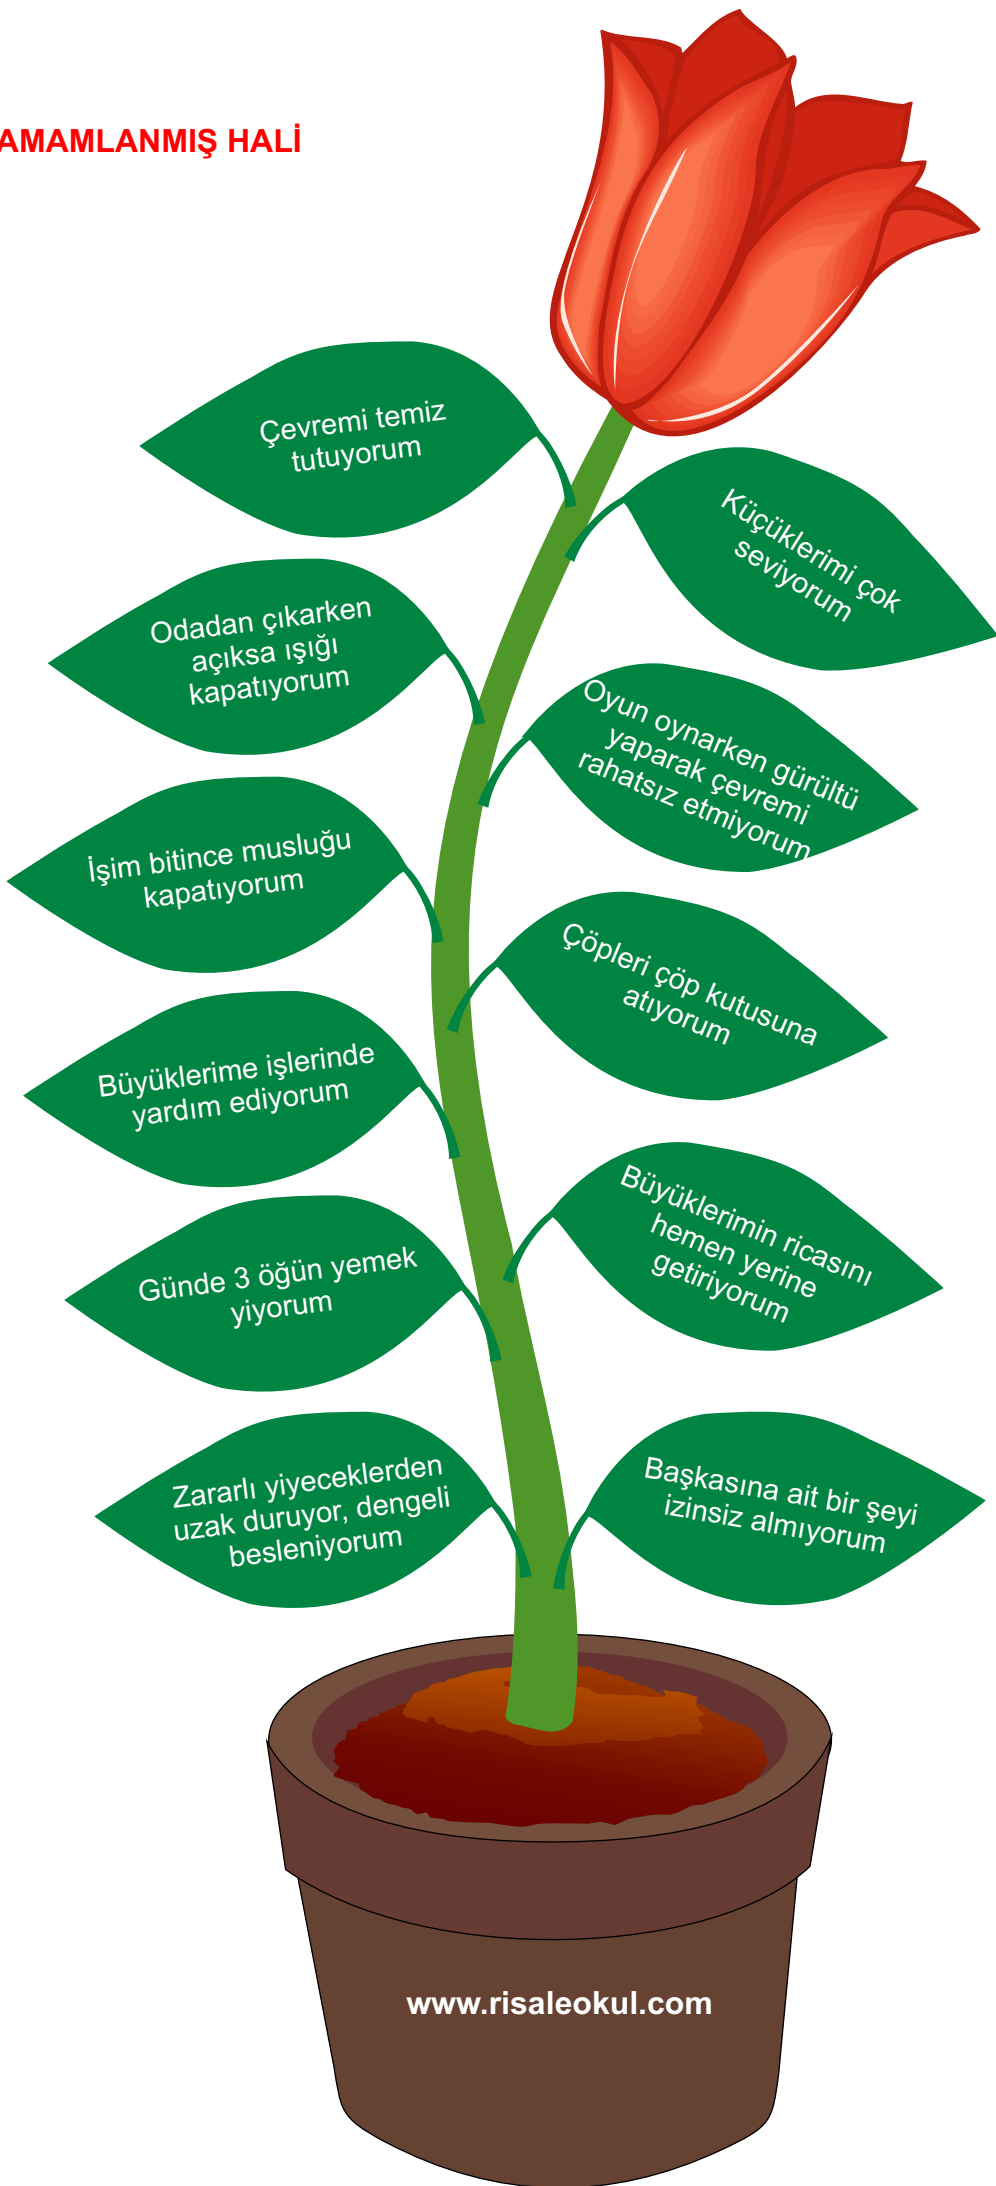 AMAMLANMIŞ HALİ
Çevremi temiz
tutuyorum
Küçüklerimi çok
seviyorum
Odadan çıkarken
açıksa ışığı
kapatıyorum
Oyun oynarken gürültü
yaparak çevremi
rahatsız etmiyorum
İşim bitince musluğu
kapatıyorum
Çöpleri çöp kutusuna
atıyorum
Büyüklerime işlerinde
yardım ediyorum
Büyüklerimin ricasını
hemen yerine
getiriyorum
Günde 3 öğün yemek
yiyorum
Zararlı yiyeceklerden
uzak duruyor, dengeli
besleniyorum
Başkasına ait bir şeyi
izinsiz almıyorum
www.risaleokul.com